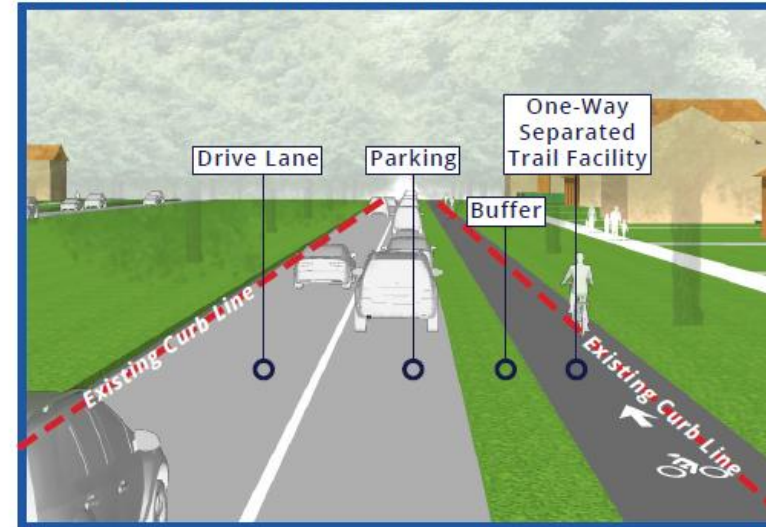 One-Way
Separated
Trail Facility
Drive Lane
Parking
Buffer
Existing Curb Line
Existing Curb Line